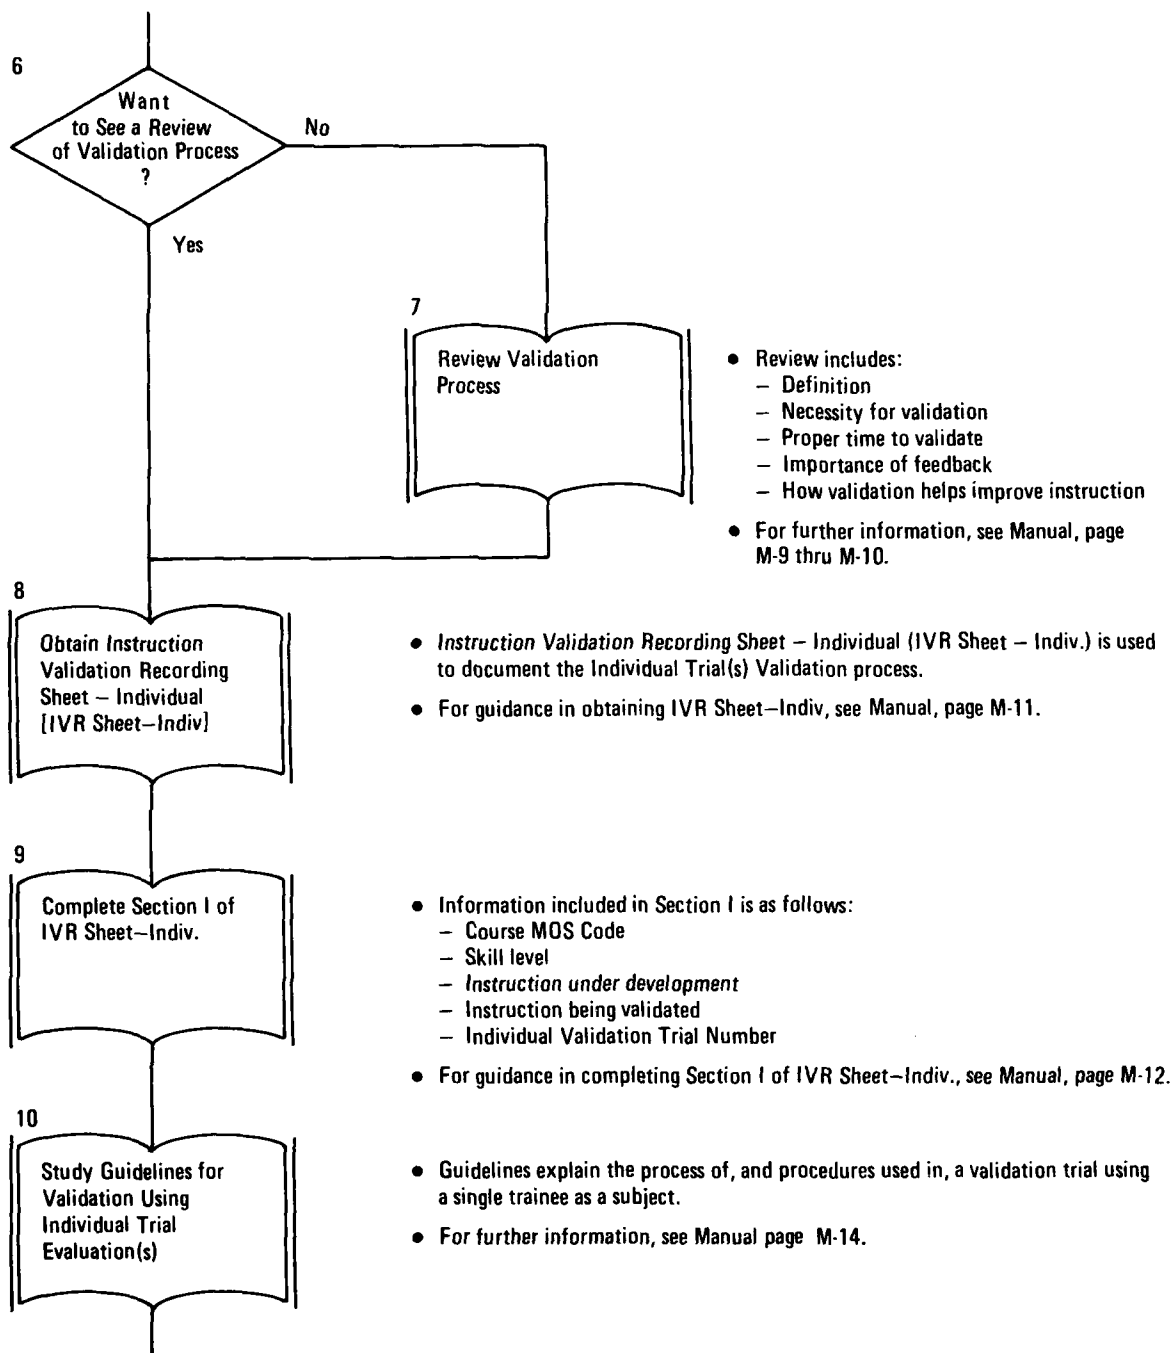 6
Want
to See a Review
of Validation Process
?
No
Yes
7
Review Validation
Process
● Review includes:
– Definition
– Necessity for validation
– Proper time to validate
– Importance of feedback
– How validation helps improve instruction
● For further information, see Manual, page
M-9 thru M-10.
8
Obtain Instruction
Validation Recording
Sheet – Individual
[IVR Sheet–Indiv]
● Instruction Validation Recording Sheet – Individual (IVR Sheet – Indiv.) is used
to document the Individual Trial(s) Validation process.
● For guidance in obtaining IVR Sheet–Indiv, see Manual, page M-11.
9
Complete Section I of
IVR Sheet–Indiv.
● Information included in Section I is as follows:
– Course MOS Code
– Skill level
– Instruction under development
– Instruction being validated
– Individual Validation Trial Number
● For guidance in completing Section I of IVR Sheet–Indiv., see Manual, page M-12.
10
Study Guidelines for
Validation Using
Individual Trial
Evaluation(s)
● Guidelines explain the process of, and procedures used in, a validation trial using
a single trainee as a subject.
● For further information, see Manual page M-14.